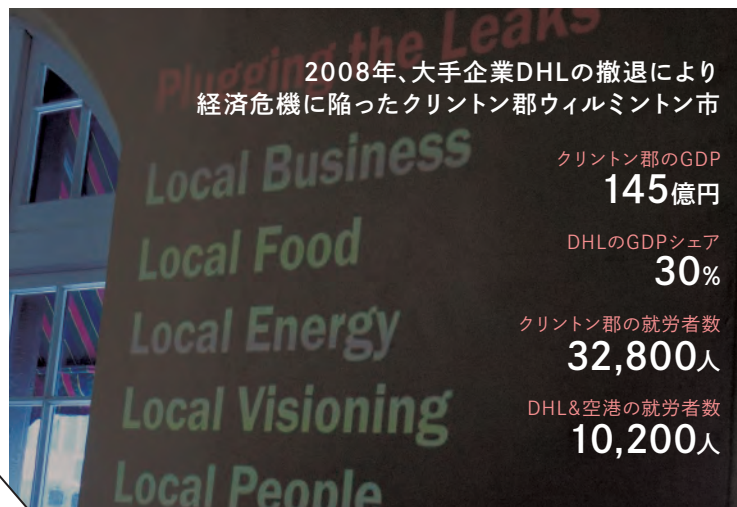 Plugging the Leaks
2008年、大手企業DHLの撤退により
経済危機に陥ったクリントン郡ウィルミントン市
Local Business
Local Food
Local Energy
Local Visioning
Local People
クリントン郡のGDP
145億円
DHLのGDPシェア
30%
クリントン郡の就労者数
32,800人
DHL&空港の就労者数
10,200人